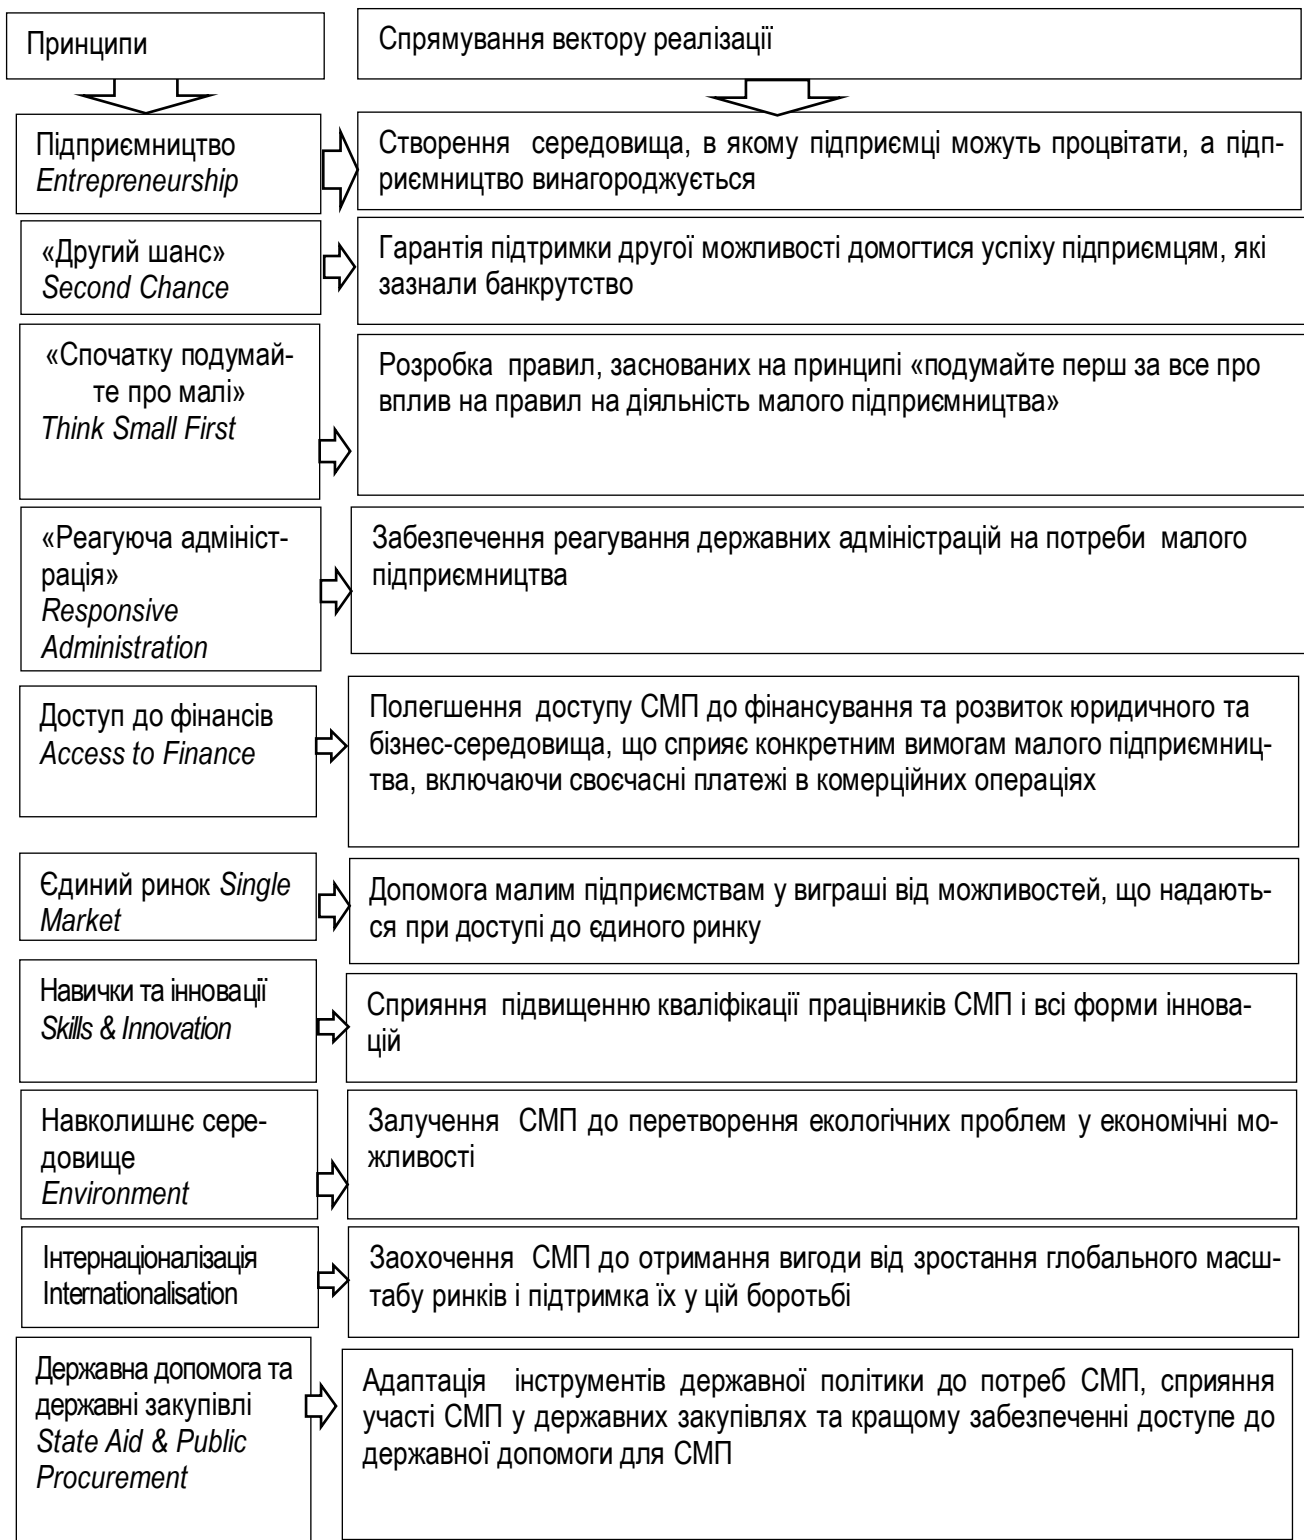 Принципи
Спрямування вектору реалізації
Підприємництво
Entrepreneurship
Створення середовища, в якому підприємці можуть процвітати, а підп-
риємництво винагороджується
«Другий шанс»
Second Chance
Гарантія підтримки другої можливості домогтися успіху підприємцям, які
зазнали банкрутство
«Спочатку подумай-
те про малі»
Think Small First
Розробка правил, заснованих на принципі «подумайте перш за все про
вплив на правил на діяльність малого підприємництва»
«Реагуюча адмініст-
рація»
Responsive
Administration
Забезпечення реагування державних адміністрацій на потреби малого
підприємництва
Доступ до фінансів
Access to Finance
Полегшення доступу СМП до фінансування та розвиток юридичного та
бізнес-середовища, що сприяє конкретним вимогам малого підприємниц-
тва, включаючи своєчасні платежі в комерційних операціях
Єдиний ринок Single
Market
Допомога малим підприємствам у виграші від можливостей, що надають-
ся при доступі до єдиного ринку
Навички та інновації
Skills & Innovation
Сприяння підвищенню кваліфікації працівників СМП і всі форми іннова-
цій
Навколишнє сере-
довище
Environment
Залучення СМП до перетворення екологічних проблем у економічні мо-
жливості
Інтернаціоналізація
Internationalisation
Заохочення СМП до отримання вигоди від зростання глобального масш-
табу ринків і підтримка їх у цій боротьбі
Державна допомога та
державні закупівлі
State Aid & Public
Procurement
Адаптація інструментів державної політики до потреб СМП, сприяння
участі СМП у державних закупівлях та кращому забезпеченні доступе до
державної допомоги для СМП